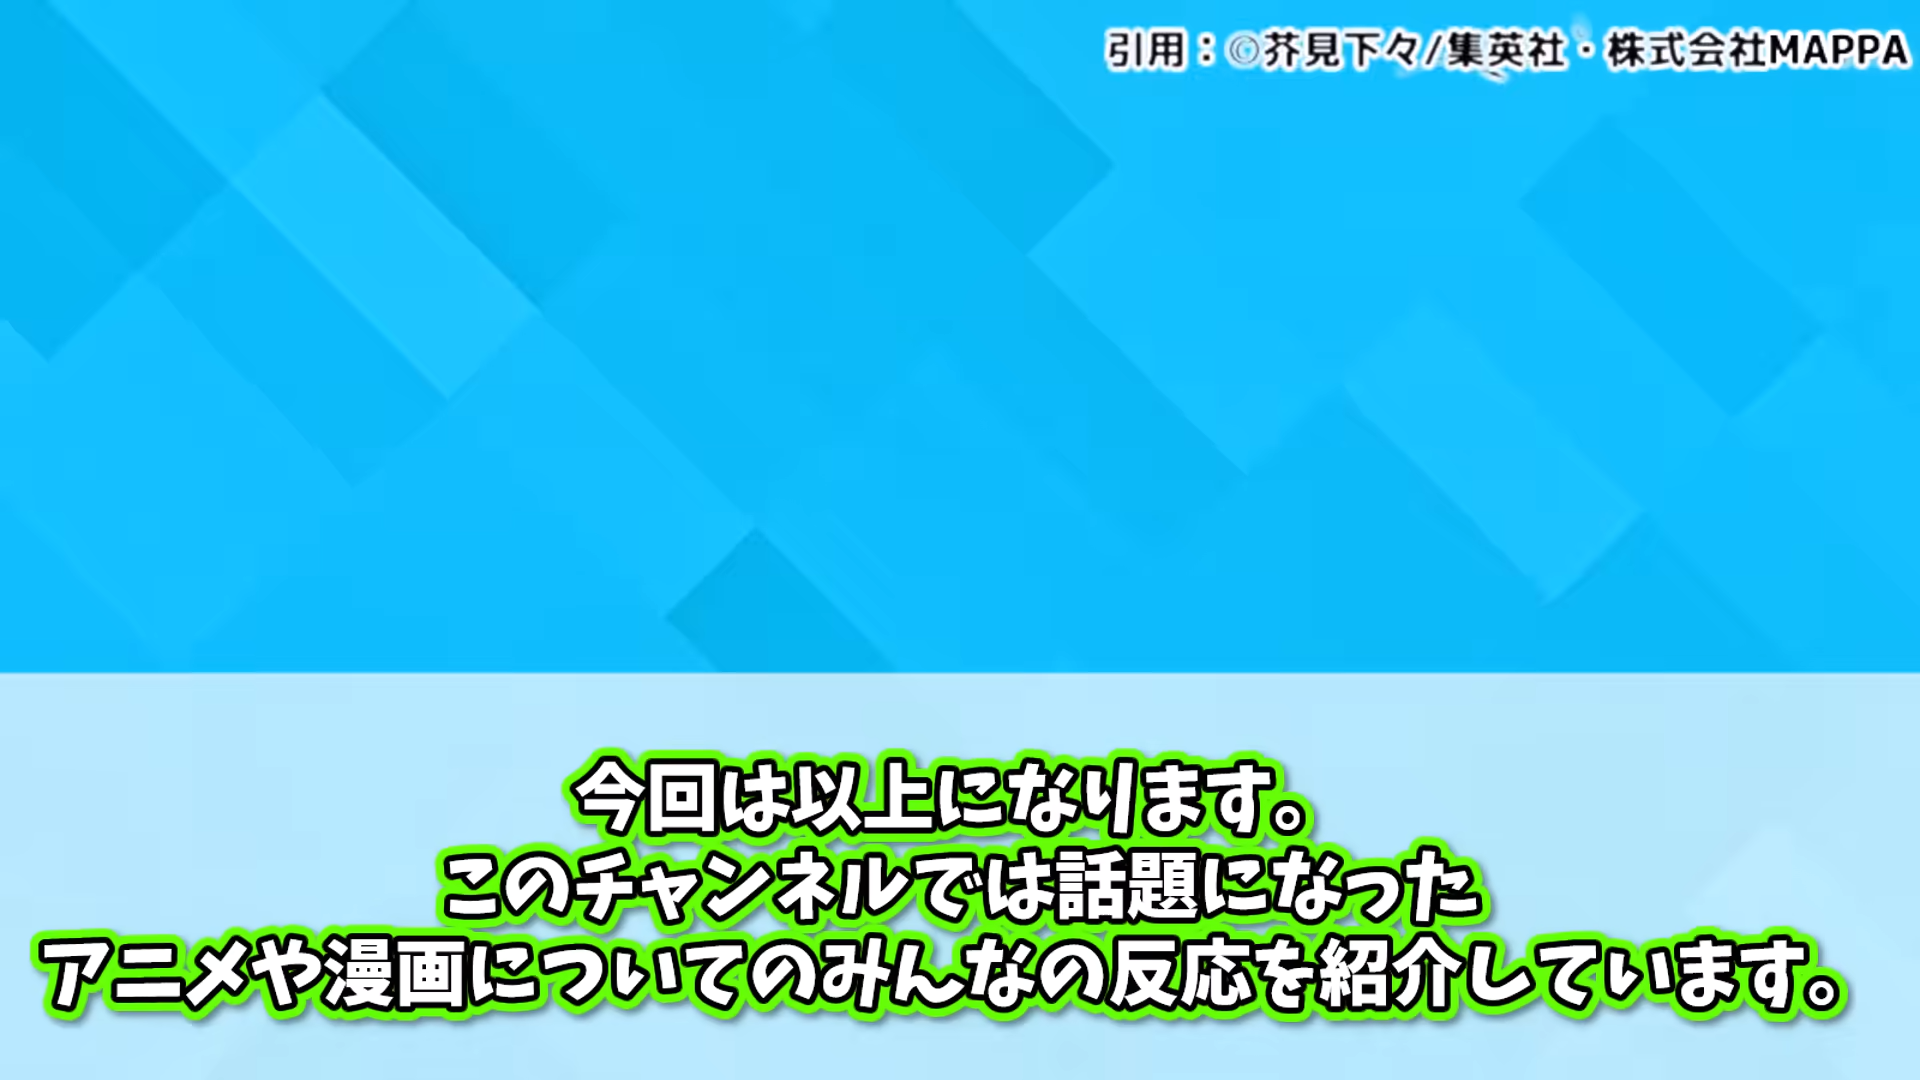 引用：©芥見下々/集英社・株式会社MAPPA
今回は以上になります。
このチャンネルでは話題になった
アニメや漫画についてのみんなの反応を紹介しています。